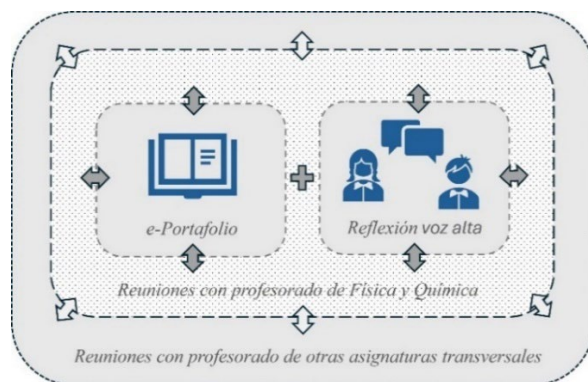 e-Portafolio
Reflexión voz alta
Reuniones con profesorado de Física y Química
Reuniones con profesorado de otras asignaturas transversales